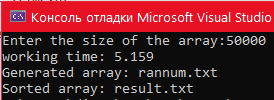 Консоль отладки Microsoft Visual Studio
Enter the size of the array:50000
working time: 5.159
Generated array: rannum.txt
Sorted array: result.txt